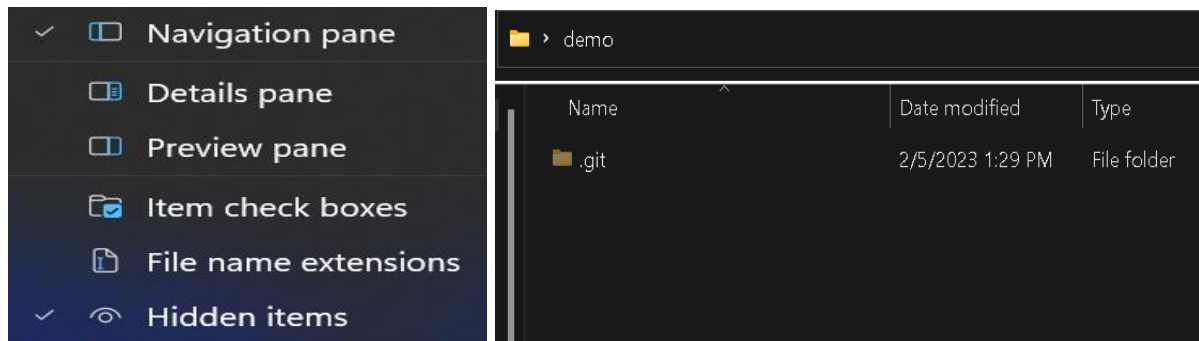 Navigation pane
Details pane
Preview pane
Item check boxes
File name extensions
Hidden items
demo
Name Date modified Type
.git 2/5/2023 1:29 PM File folder